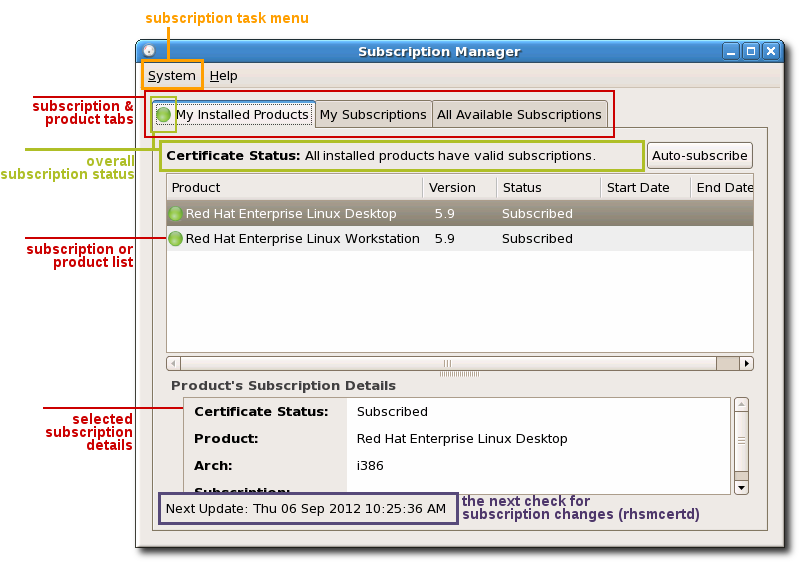 subscription task menu
Subscription Manager
System Help
subscription &
product tabs
My Installed Products My Subscriptions All Available Subscriptions
overall
subscription status
Certificate Status: All installed products have valid subscriptions. Auto-subscribe
Product Version Status Start Date End Date
Red Hat Enterprise Linux Desktop 5.9 Subscribed
Red Hat Enterprise Linux Workstation 5.9 Subscribed
subscription or
product list
Product's Subscription Details
selected
subscription
details
Certificate Status: Subscribed
Product: Red Hat Enterprise Linux Desktop
Arch: i386
Subscription:
Next Update: Thu 06 Sep 2012 10:25:36 AM
the next check for
subscription changes (rhsmcertd)